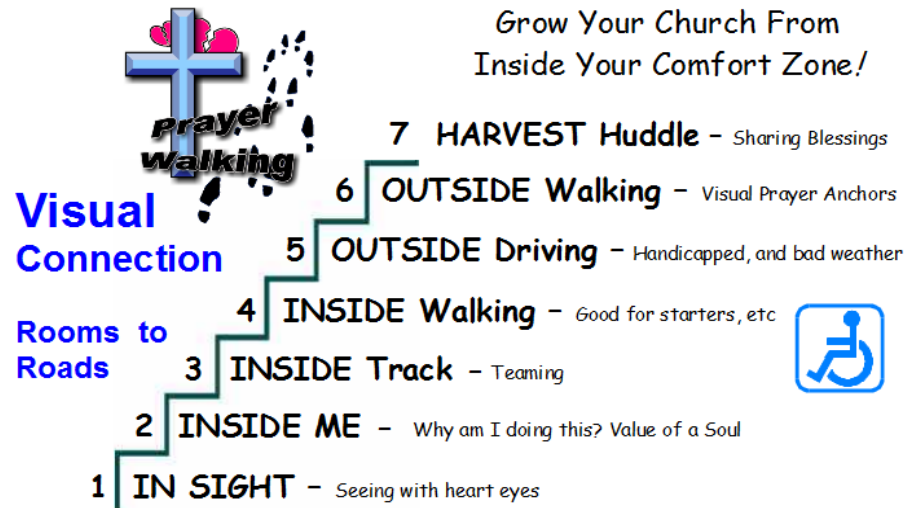 Grow Your Church From
Inside Your Comfort Zone!
Prayer
Walking
Visual
Connection
Rooms to
Roads
7 HARVEST Huddle – Sharing Blessings
6 OUTSIDE Walking – Visual Prayer Anchors
5 OUTSIDE Driving – Handicapped, and bad weather
4 INSIDE Walking – Good for starters, etc
3 INSIDE Track – Teaming
2 INSIDE ME – Why am I doing this? Value of a Soul
1 IN SIGHT – Seeing with heart eyes